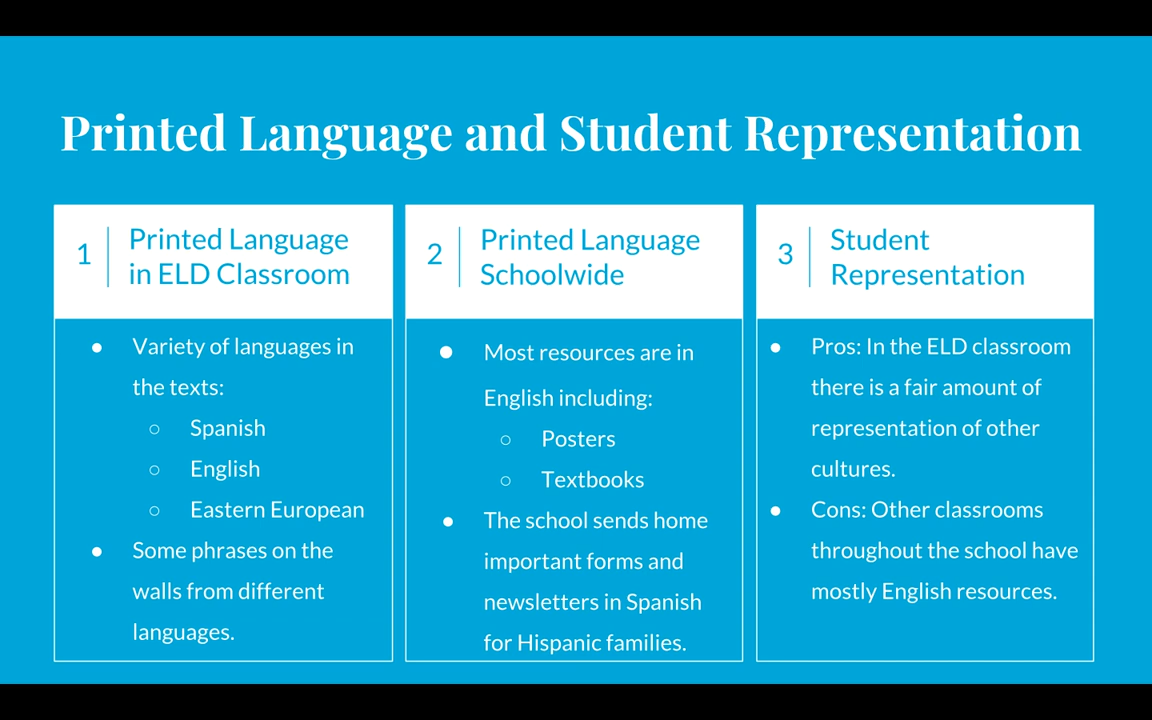 Printed Language and Student Representation
1
Printed Language
in ELD Classroom
● Variety of languages in
the texts:
○ Spanish
○ English
○ Eastern European
● Some phrases on the
walls from different
languages.
2
Printed Language
Schoolwide
● Most resources are in
English including:
○ Posters
○ Textbooks
● The school sends home
important forms and
newsletters in Spanish
for Hispanic families.
3
Student
Representation
● Pros: In the ELD classroom
there is a fair amount of
representation of other
cultures.
● Cons: Other classrooms
throughout the school have
mostly English resources.